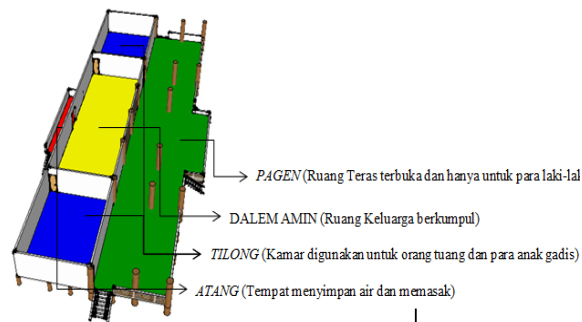 PAGEN (Ruang Teras terbuka dan hanya untuk para laki-lak
DALEM AMIN (Ruang Keluarga berkumpul)
TILONG (Kamar digunakan untuk orang tuang dan para anak gadis)
ATANG (Tempat menyimpan air dan memasak)